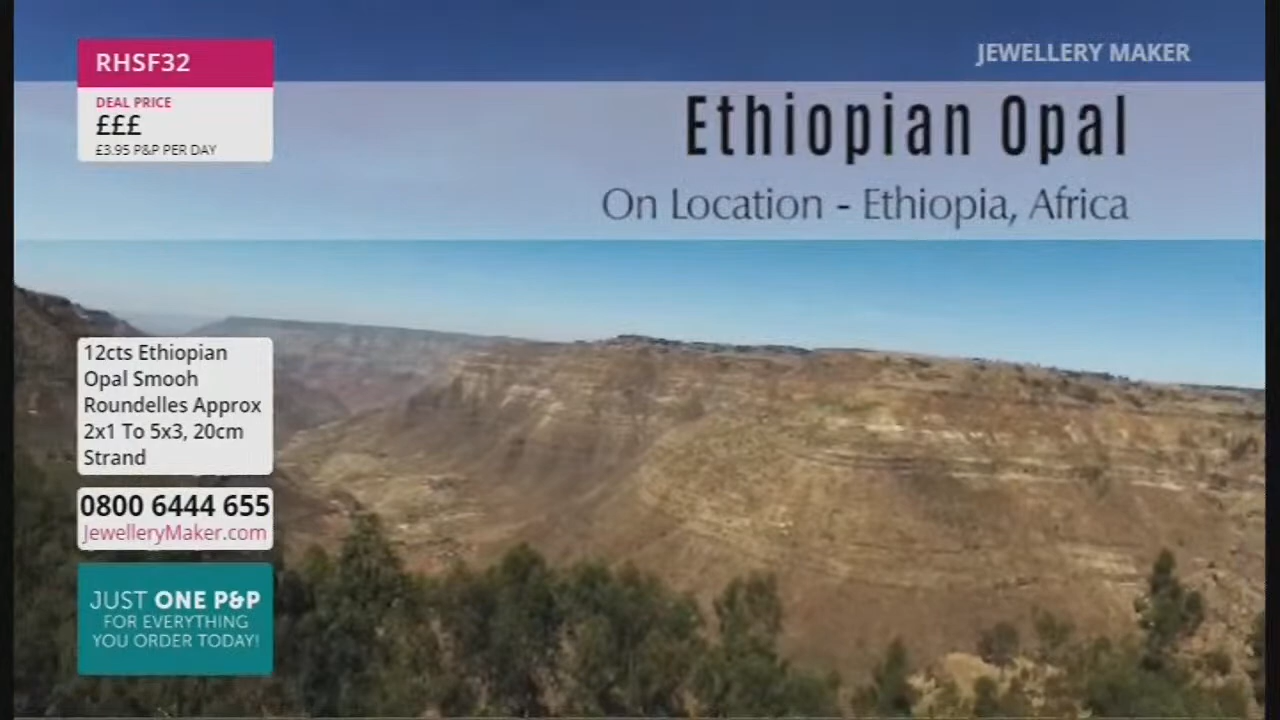 RHSF32
DEAL PRICE
£££
£3.95 P&P PER DAY
JEWELLERY MAKER
Ethiopian Opal
On Location - Ethiopia, Africa
12cts Ethiopian
Opal Smooh
Roundelles Approx
2x1 To 5x3, 20cm
Strand
0800 6444 655
JewelleryMaker.com
JUST ONE P&P
FOR EVERYTHING
YOU ORDER TODAY!